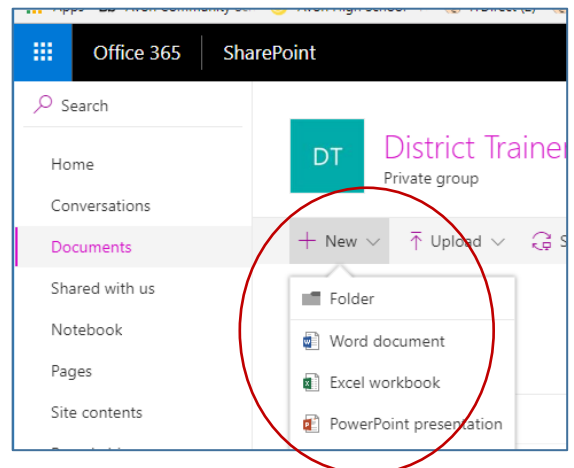 Office 365 SharePoint
Search
Home
Conversations
Documents
Shared with us
Notebook
Pages
Site contents
DT
District Trainer
Private group
New
Upload
Folder
Word document
Excel workbook
PowerPoint presentation